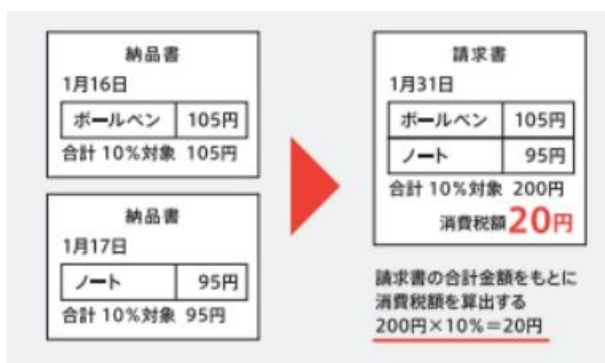 納品書
1月16日
ボールペン 105円
合計 10%対象 105円
納品書
1月17日
ノート 95円
合計 10%対象 95円
請求書
1月31日
ボールペン 105円
ノート 95円
合計 10%対象 200円
消費税額20円
請求書の合計金額をもとに
消費税額を算出する
200円×10%=20円